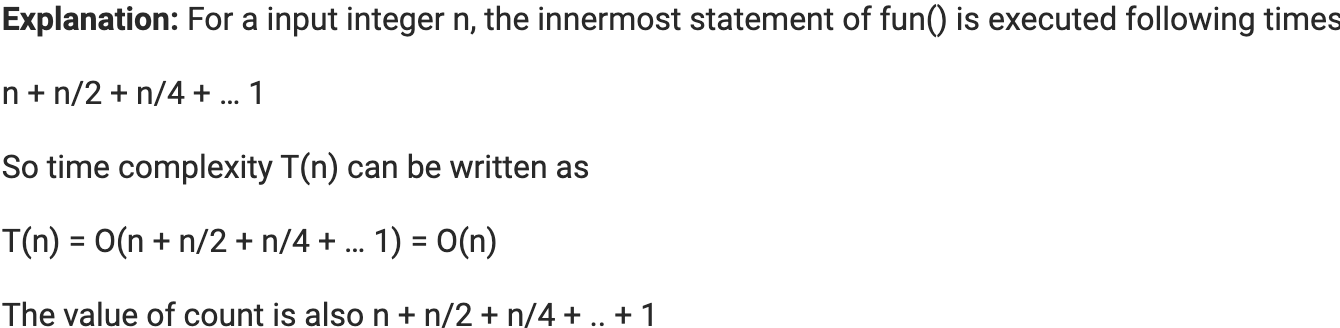 Explanation: For a input integer n, the innermost statement of fun() is executed following times
n + n/2 + n/4 + ... 1
So time complexity T(n) can be written as
T(n) = O(n + n/2 + n/4 + ... 1) = O(n)
The value of count is also n + n/2 + n/4 + .. + 1